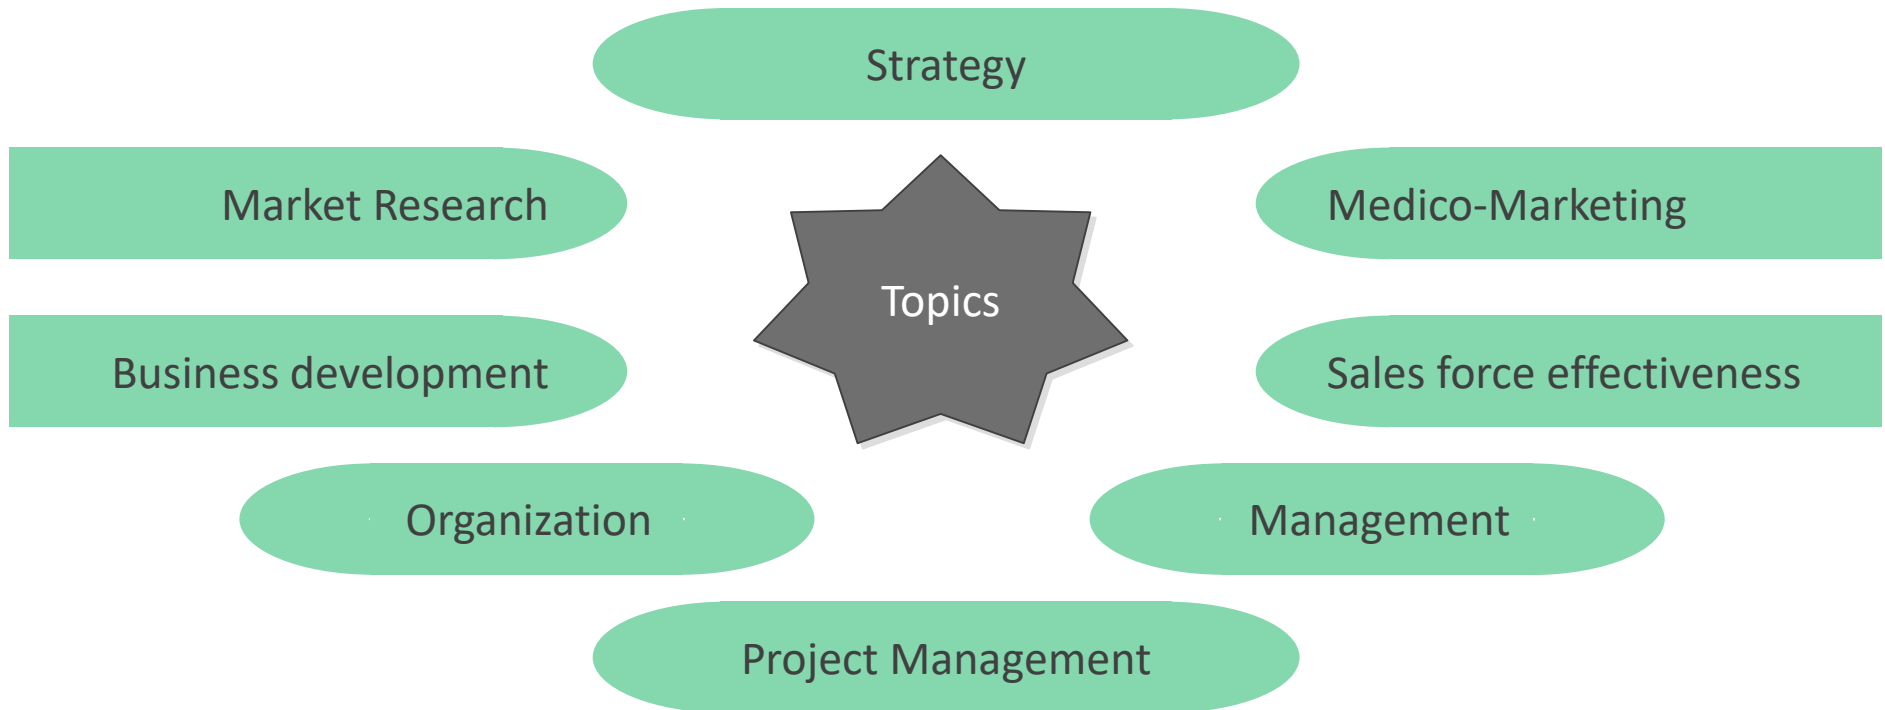 Strategy
Market Research
Medico-Marketing
Topics
Business development
Sales force effectiveness
Organization
Management
Project Management